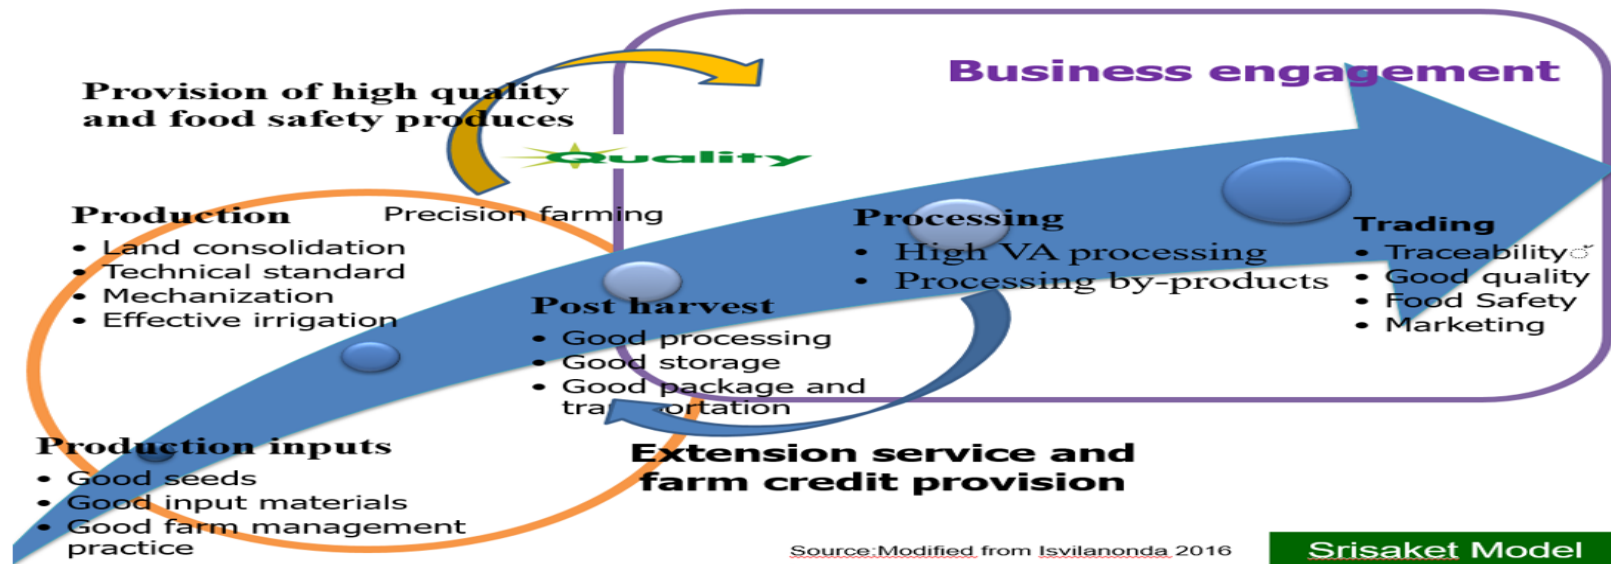 Business engagement
Provision of high quality
and food safety produces
Quality
Production
Precision farming
• Land consolidation
• Technical standard
• Mechanization
• Effective irrigation
Processing
• High VA processing
• Processing by-products
Trading
• Traceability
• Good quality
• Food Safety
• Marketing
Post harvest
• Good processing
• Good storage
• Good package and
transportation
Production inputs
• Good seeds
• Good input materials
• Good farm management
practice
Extension service and
farm credit provision
Source:Modified from Isvilanonda 2016
Srisaket Model